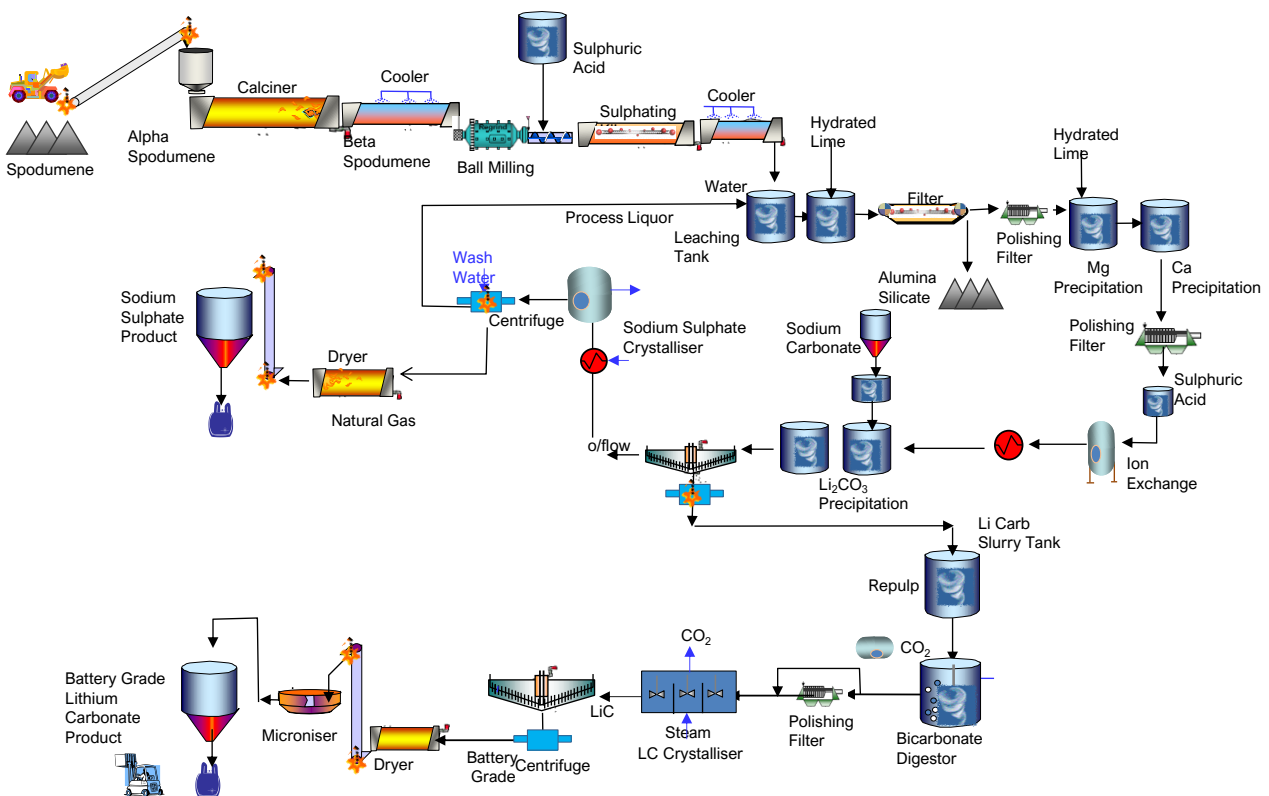 Spodumene
Alpha
Spodumene
Calciner
Cooler
Beta
Spodumene
Regrind
Ball Milling
Sulphuric
Acid
Sulphating
Cooler
Hydrated
Lime
Water
Leaching
Tank
Process Liquor
Filter
Alumina
Silicate
Polishing
Filter
Hydrated
Lime
Mg
Precipitation
Ca
Precipitation
Polishing
Filter
Sulphuric
Acid
Ion
Exchange
Sodium
Carbonate
Li₂CO₃
Precipitation
o/flow
Sodium Sulphate
Crystalliser
Wash
Water
Centrifuge
Dryer
Natural Gas
Sodium
Sulphate
Product
Li Carb
Slurry Tank
Repulp
CO₂
Bicarbonate
Digestor
Polishing
Filter
CO₂
Steam
LC Crystalliser
LiC
Centrifuge
Battery
Grade
Dryer
Microniser
Battery Grade
Lithium
Carbonate
Product